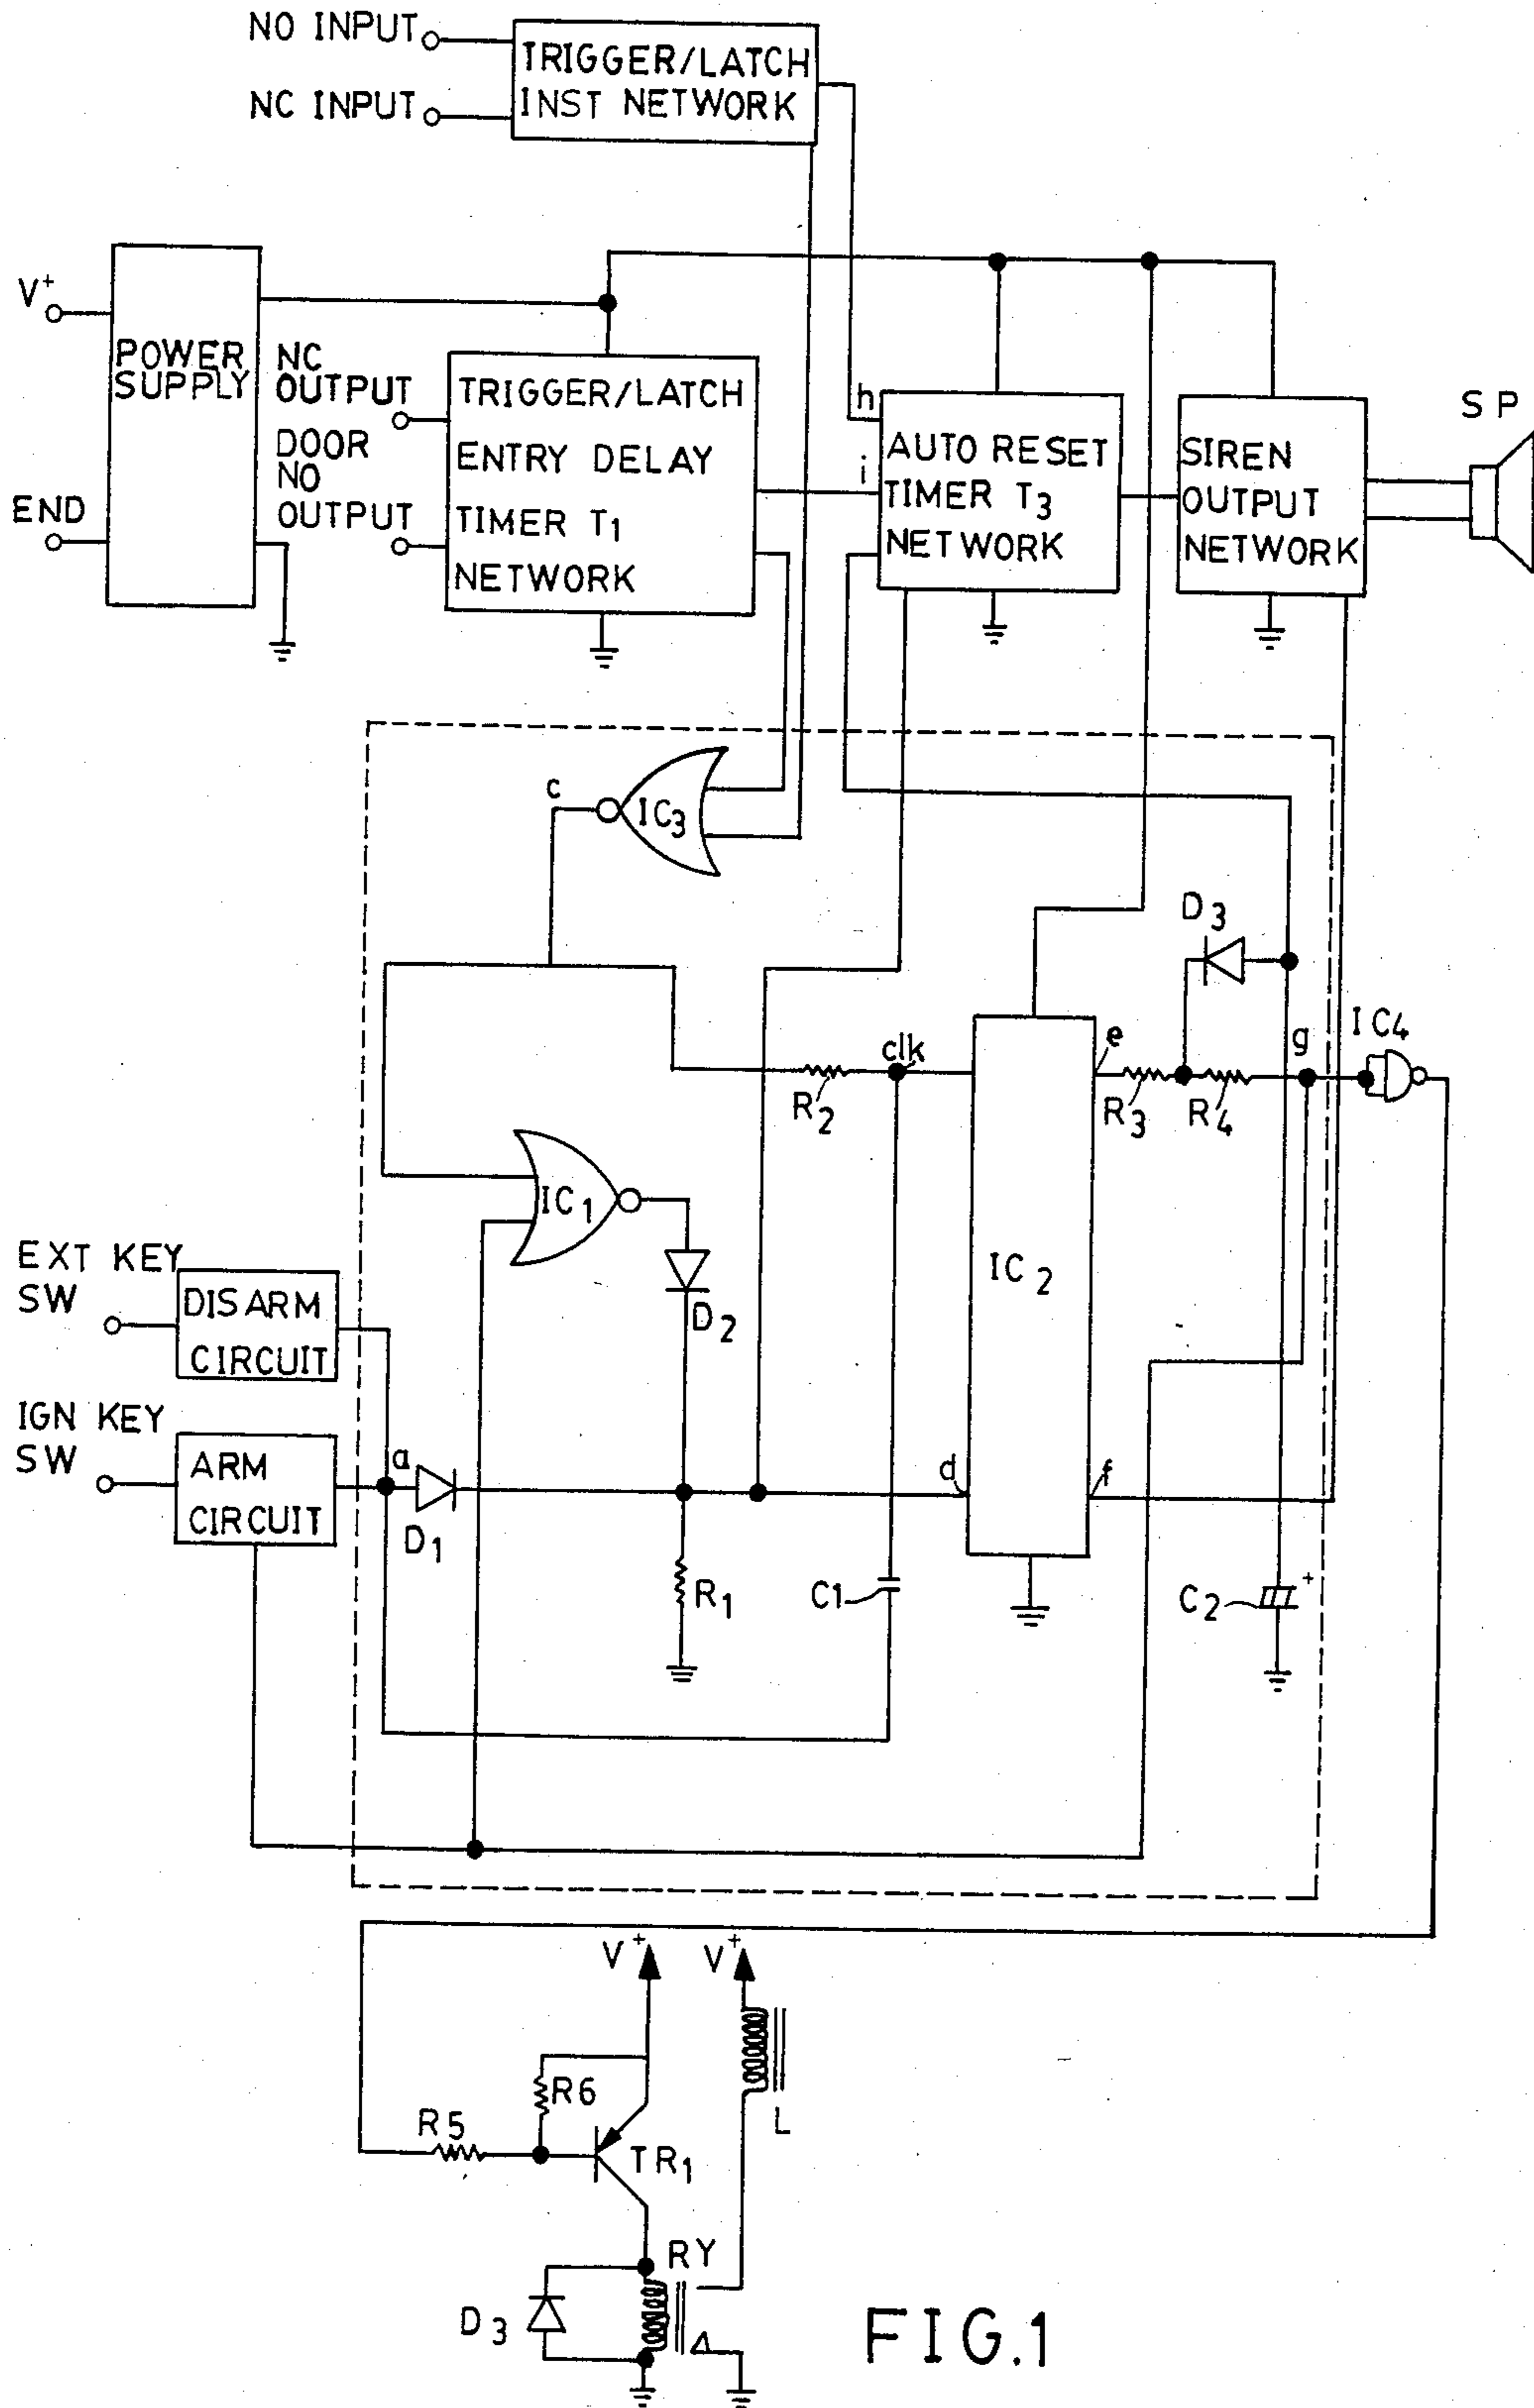 NO INPUT
NC INPUT
TRIGGER/LATCH
INST NETWORK
V+
END
POWER
SUPPLY
NC
OUTPUT
DOOR
NO
OUTPUT
TRIGGER/LATCH
ENTRY DELAY
TIMER T1
NETWORK
h
i
AUTO RESET
TIMER T3
NETWORK
SIREN
OUTPUT
NETWORK
SP
c
IC3
D3
clk
e
g
IC4
R2
R3
R4
IC1
IC2
D2
EXT KEY
SW
DISARM
CIRCUIT
IGN KEY
SW
ARM
CIRCUIT
a
D1
d
f
R1
C1
C2
+
V+
V+
R6
R5
TR1
L
RY
D3
FIG.1